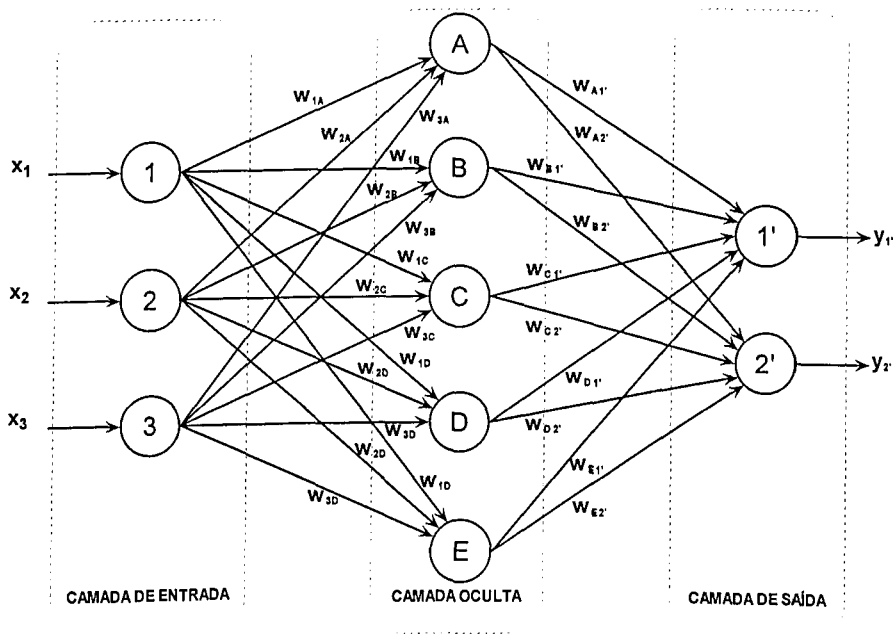 A
W1A
WA1'
W2A
W3A
WA2'
x1
1
W1B
B
WB1'
W2B
W3B
WB2'
1'
y1'
W1C
x2
2
W2C
C
WC1'
W3C
WC2'
2'
y2'
W1D
W2D
WD1'
x3
3
W3D
D
WD2'
W2D
W1D
WE1'
W3D
WE2'
E
CAMADA DE ENTRADA
CAMADA OCULTA
CAMADA DE SAÍDA